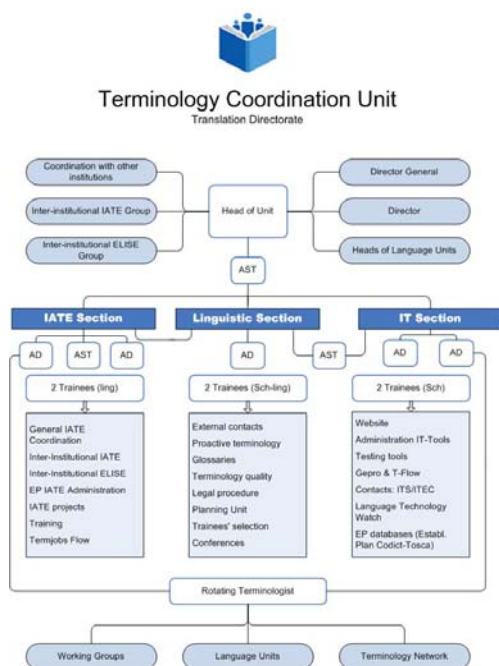 Terminology Coordination Unit
Translation Directorate
Coordination with other
institutions
Director General
Inter-institutional IATE Group
Head of Unit
Director
Inter-institutional ELISE
Group
Heads of Language Units
AST
IATE Section
Linguistic Section
IT Section
AD
AST
AD
AD
AST
AD
AD
2 Trainees (ling)
2 Trainees (Sch-ling)
2 Trainees (Sch)
General IATE
Coordination
Inter-Institutional IATE
Inter-Institutional ELISE
EP IATE Administration
IATE projects
Training
Termjobs Flow
External contacts
Proactive terminology
Glossaries
Terminology quality
Legal procedure
Planning Unit
Trainees' selection
Conferences
Website
Administration IT-Tools
Testing tools
Gepro & T-Flow
Contacts: ITS/ITEC
Language Technology
Watch
EP databases (Establ.
Plan Codict-Tosca)
Rotating Terminologist
Working Groups
Language Units
Terminology Network